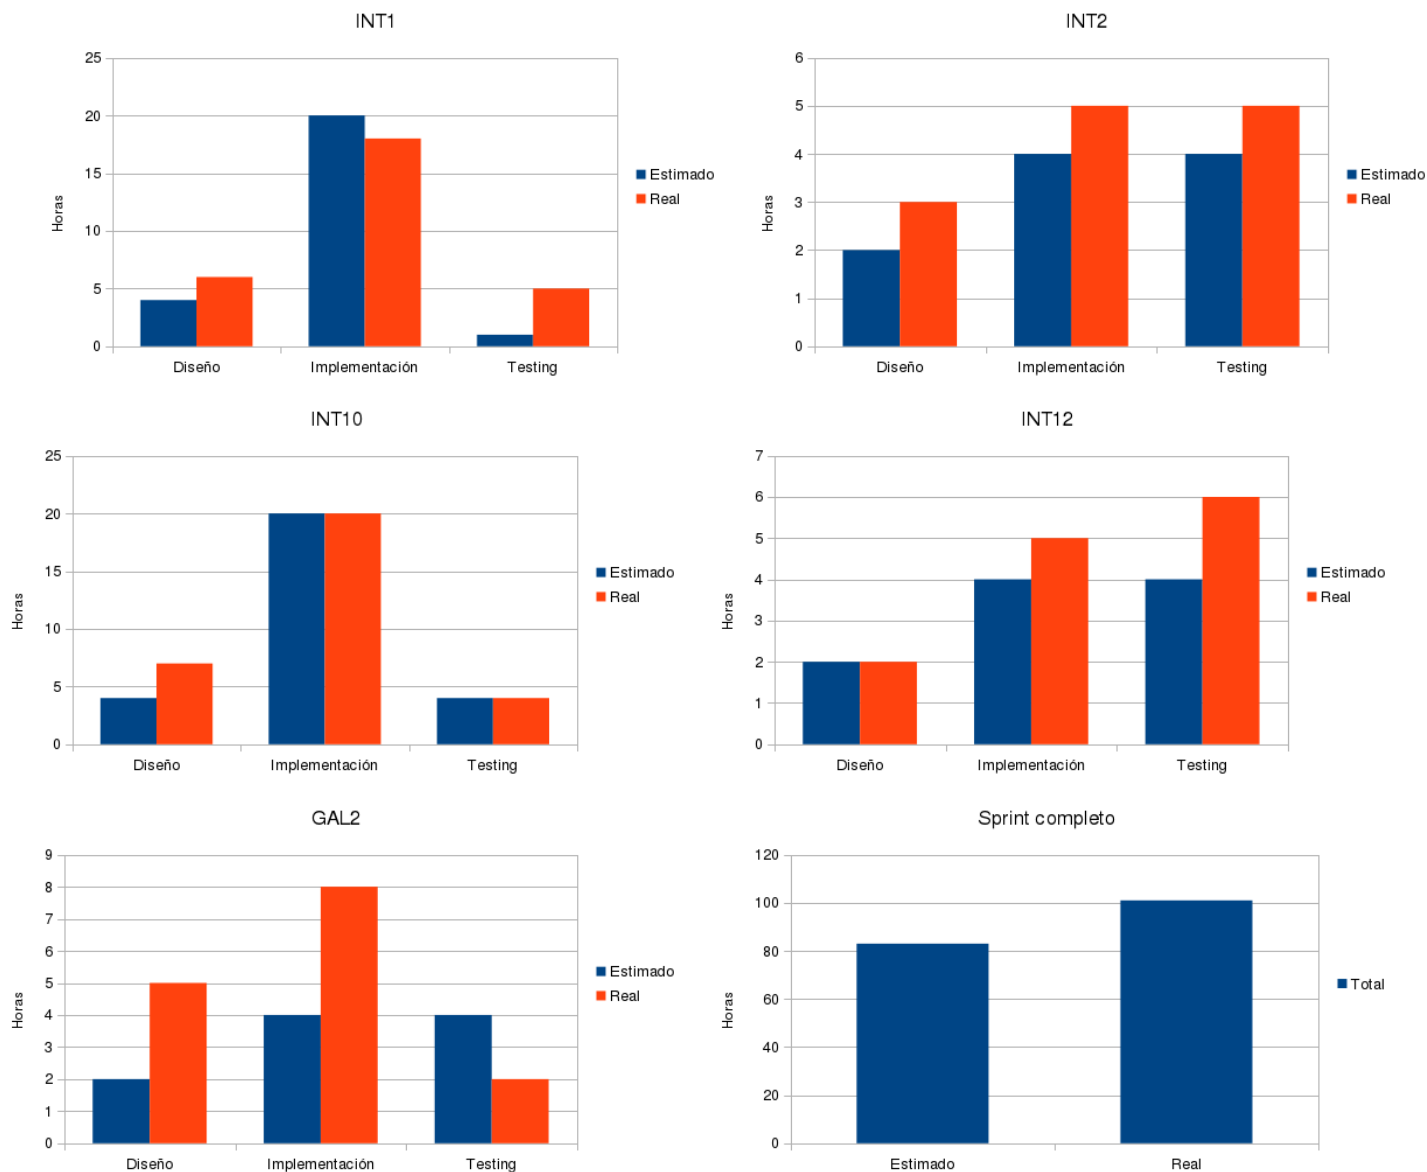 INT1
25
20
15
10
5
0
Horas
Diseño Implementación Testing
Estimado
Real
INT2
6
5
4
3
2
1
0
Horas
Diseño Implementación Testing
Estimado
Real
INT10
25
20
15
10
5
0
Horas
Diseño Implementación Testing
Estimado
Real
INT12
7
6
5
4
3
2
1
0
Horas
Diseño Implementación Testing
Estimado
Real
GAL2
9
8
7
6
5
4
3
2
1
0
Horas
Diseño Implementación Testing
Estimado
Real
Sprint completo
120
100
80
60
40
20
0
Horas
Estimado Real
Total